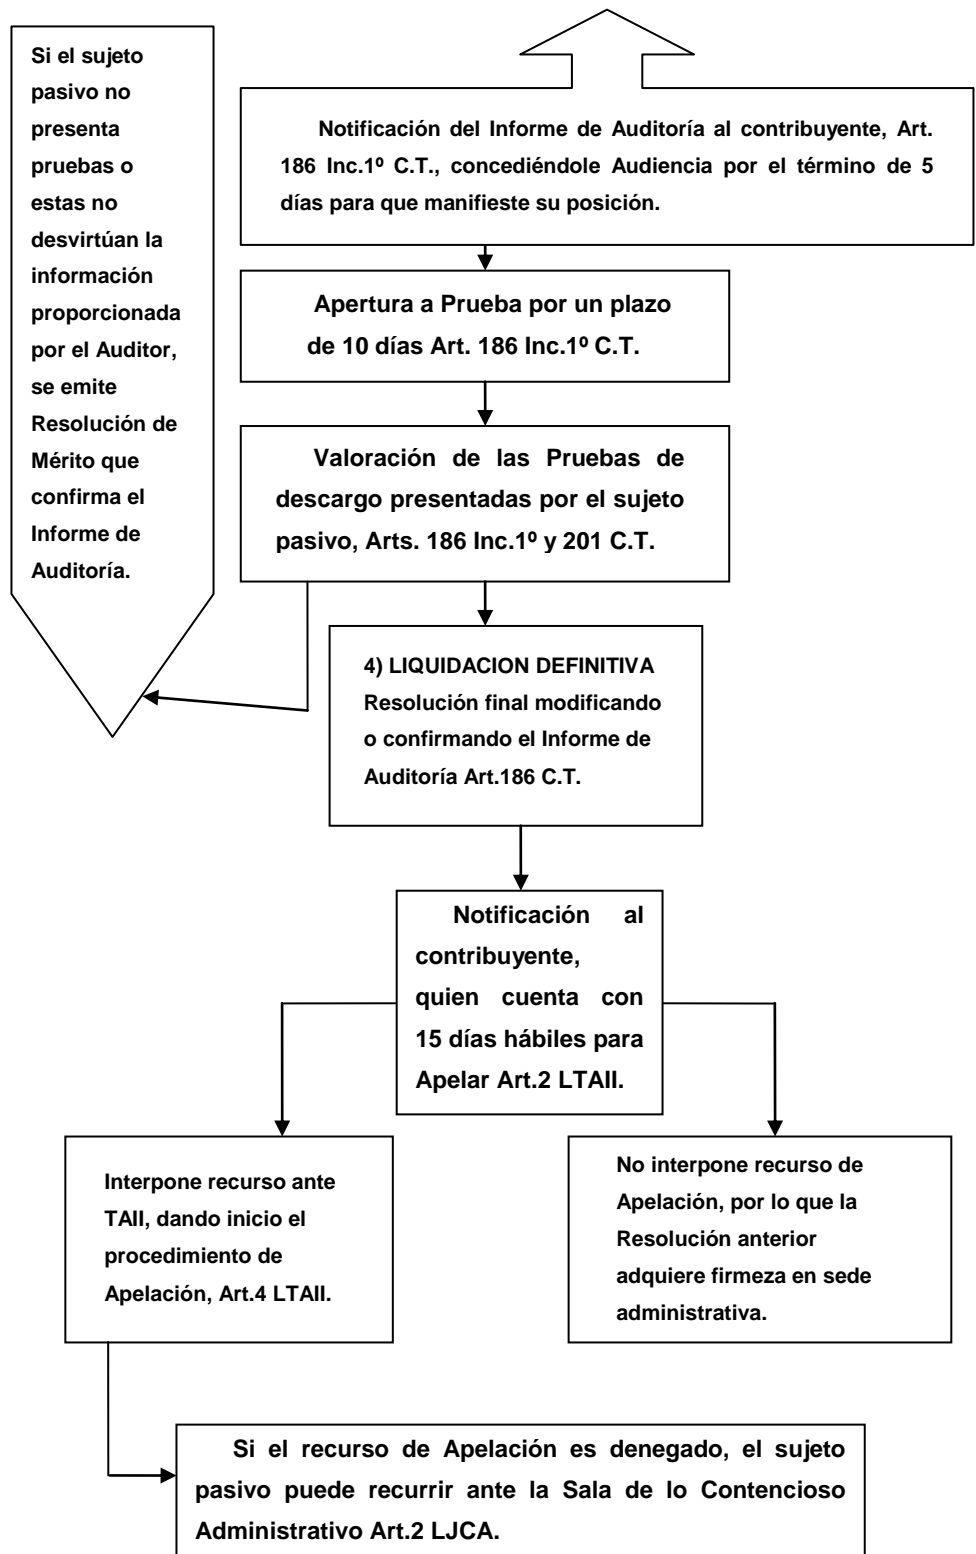 Si el sujeto
pasivo no
presenta
pruebas o
estas no
desvirtúan la
información
proporcionada
por el Auditor,
se emite
Resolución de
Mérito que
confirma el
Informe de
Auditoría.
Notificación del Informe de Auditoría al contribuyente, Art.
186 Inc.1º C.T., concediéndole Audiencia por el término de 5
días para que manifieste su posición.
Apertura a Prueba por un plazo
de 10 días Art. 186 Inc.1º C.T.
Valoración de las Pruebas de
descargo presentadas por el sujeto
pasivo, Arts. 186 Inc.1º y 201 C.T.
4) LIQUIDACION DEFINITIVA
Resolución final modificando
o confirmando el Informe de
Auditoría Art.186 C.T.
Notificación al
contribuyente,
quien cuenta con
15 días hábiles para
Apelar Art.2 LTAII.
Interpone recurso ante
TAII, dando inicio el
procedimiento de
Apelación, Art.4 LTAII.
No interpone recurso de
Apelación, por lo que la
Resolución anterior
adquiere firmeza en sede
administrativa.
Si el recurso de Apelación es denegado, el sujeto
pasivo puede recurrir ante la Sala de lo Contencioso
Administrativo Art.2 LJCA.